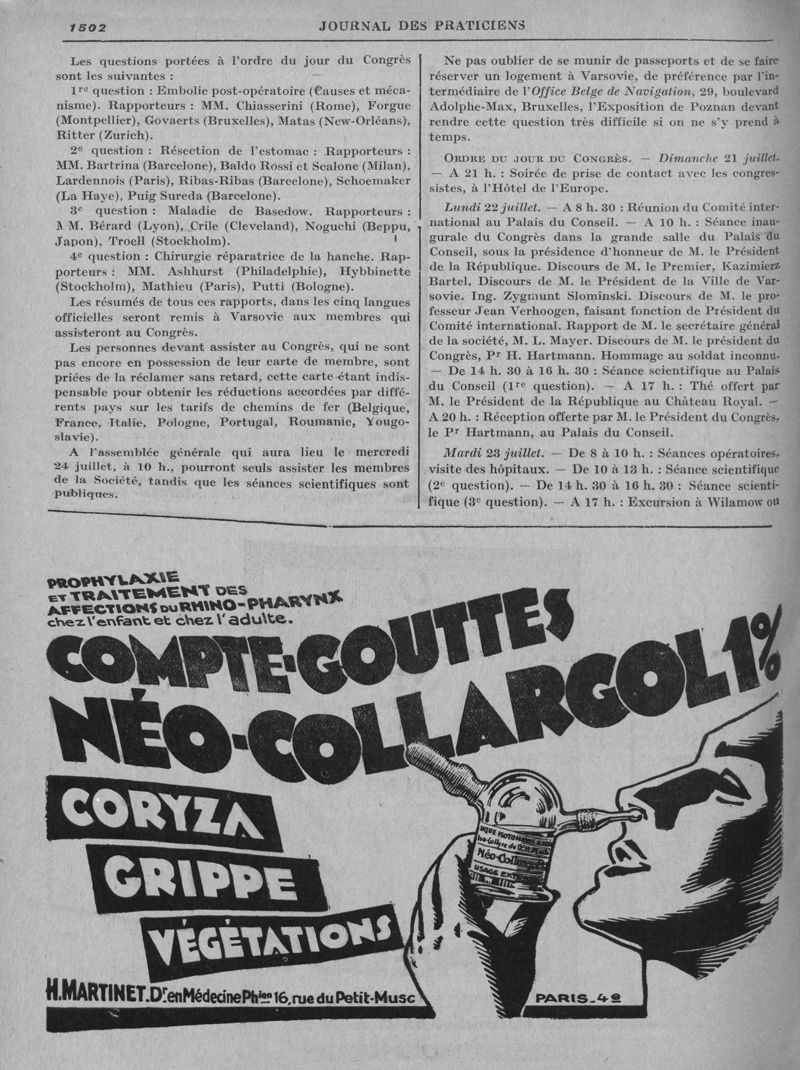 1502
JOURNAL DES PRATICIENS
Les questions portées à l'ordre du jour du Congrès
sont les suivantes :
1re question : Embolie post-opératoire (Causes et méca-
nisme). Rapporteurs : MM. Chiasserini (Rome), Forgue
(Montpellier), Govaerts (Bruxelles), Matas (New-Orléans),
Ritter (Zurich).
2e question : Résection de l'estomac : Rapporteurs :
MM. Bartrina (Barcelone), Baldo Rossi et Scalone (Milan),
Lardennois (Paris), Ribas-Ribas (Barcelone), Schoemaker
(La Haye), Puig Sureda (Barcelone).
3e question : Maladie de Basedow. Rapporteurs :
MM. Bérard (Lyon), Crile (Cleveland), Noguchi (Beppu,
Japon), Troell (Stockholm).
4e question : Chirurgie réparatrice de la hanche. Rap-
porteurs : MM. Ashhurst (Philadelphie), Hybbinette
(Stockholm), Mathieu (Paris), Putti (Bologne).
Les résumés de tous ces rapports, dans les cinq langues
officielles seront remis à Varsovie aux membres qui
assisteront au Congrès.
Les personnes devant assister au Congrès, qui ne sont
pas encore en possession de leur carte de membre, sont
priées de la réclamer sans retard, cette carte étant indis-
pensable pour obtenir les réductions accordées par diffé-
rents pays sur les tarifs de chemins de fer (Belgique,
France, Italie, Pologne, Portugal, Roumanie, Yougo-
slavie).
A l'assemblée générale qui aura lieu le mercredi
24 juillet, à 10 h., pourront seuls assister les membres
de la Société, tandis que les séances scientifiques sont
publiques.
Ne pas oublier de se munir de passeports et de se faire
réserver un logement à Varsovie, de préférence par l'in-
termédiaire de l'Office Belge de Navigation, 29, boulevard
Adolphe-Max, Bruxelles, l'Exposition de Poznan devant
rendre cette question très difficile si on ne s'y prend à
temps.
ORDRE DU JOUR DU CONGRÈS. — Dimanche 21 juillet.
— A 21 h. : Soirée de prise de contact avec les congres-
sistes, à l'Hôtel de l'Europe.
Lundi 22 juillet. — A 8 h. 30 : Réunion du Comité inter-
national au Palais du Conseil. — A 10 h. : Séance inau-
gurale du Congrès dans la grande salle du Palais du
Conseil, sous la présidence d'honneur de M. le Président
de la République. Discours de M. le Premier, Kazimierz
Bartel. Discours de M. le Président de la Ville de Var-
sovie. Ing. Zygmunt Slominski. Discours de M. le pro-
fesseur Jean Verhoogen, faisant fonction de Président du
Comité international. Rapport de M. le secrétaire général
de la société, M. L. Mayer. Discours de M. le président du
Congrès, Pr H. Hartmann. Hommage au soldat inconnu.
— De 14 h. 30 à 16 h. 30 : Séance scientifique au Palais
du Conseil (1re question). — A 17 h. : Thé offert par
M. le Président de la République au Château Royal. —
A 20 h. : Réception offerte par M. le Président du Congrès,
le Pr Hartmann, au Palais du Conseil.
Mardi 23 juillet. — De 8 à 10 h. : Séances opératoires,
visite des hôpitaux. — De 10 à 13 h. : Séance scientifique
(2e question). — De 14 h. 30 à 16 h. 30 : Séance scienti-
fique (3e question). — A 17 h. : Excursion à Wilamow ou
PROPHYLAXIE
ET TRAITEMENT DES
AFFECTIONS DU RHINO-PHARYNX
chez l'enfant et chez l'adulte.
COMPTE-GOUTTES
NÉO-COLLARGOL 1%
CORYZA
GRIPPE
VÉGÉTATIONS
Néo-Collargol
USAGE EXTERNE
H. MARTINET. Dr en Médecine Phien 16, rue du Petit-Musc
PARIS_4e